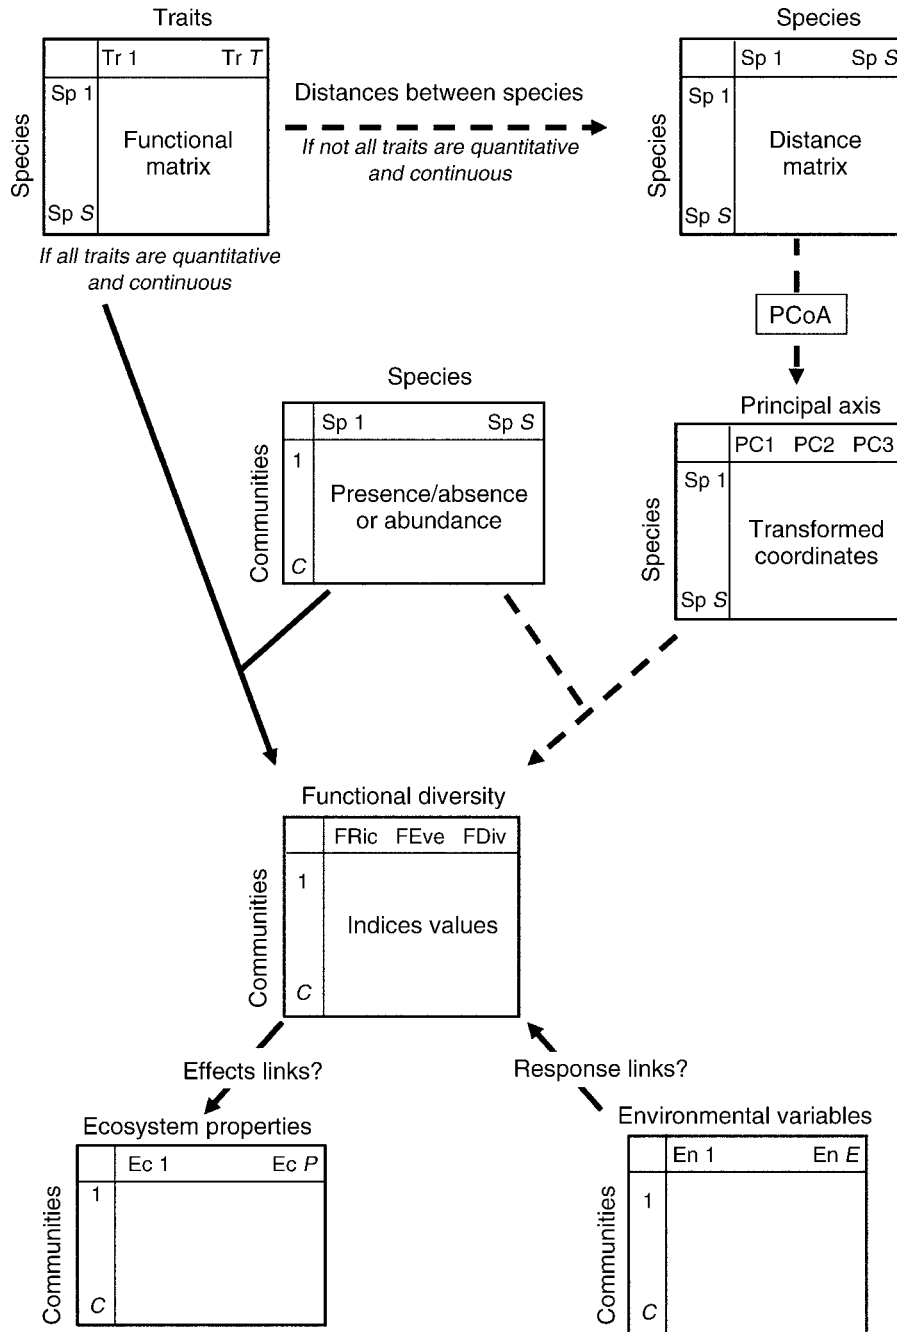 Traits
Tr 1 Tr T
Species
Sp 1
Functional
matrix
Sp S
If all traits are quantitative
and continuous
Distances between species
If not all traits are quantitative
and continuous
Species
Sp 1 Sp S
Species
Sp 1
Distance
matrix
Sp S
PCoA
Principal axis
PC1 PC2 PC3
Species
Sp 1
Transformed
coordinates
Sp S
Species
Sp 1 Sp S
Communities
1
Presence/absence
or abundance
C
Functional diversity
FRic FEve FDiv
Communities
1
Indices values
C
Effects links?
Response links?
Ecosystem properties
Ec 1 Ec P
Communities
1
C
Environmental variables
En 1 En E
Communities
1
C